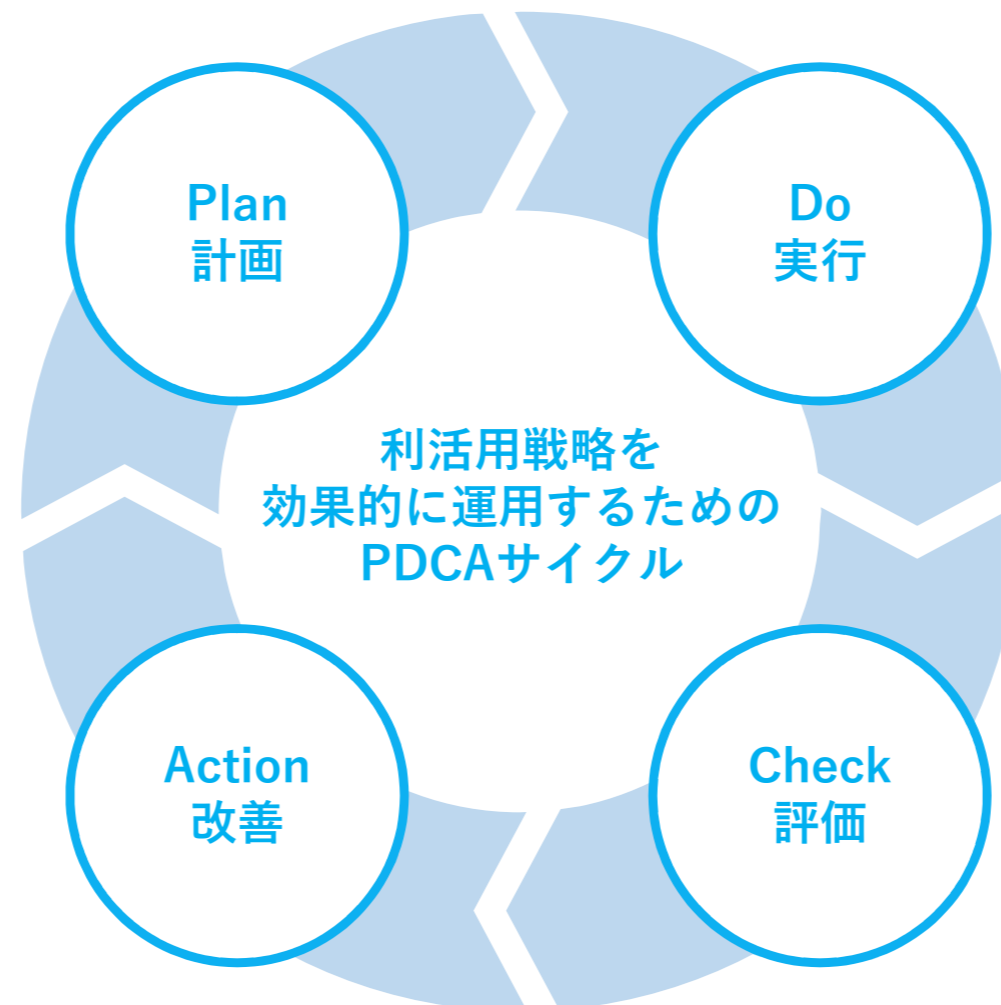 Plan
計画
Do
実行
利活用戦略を
効果的に運用するための
PDCAサイクル
Action
改善
Check
評価